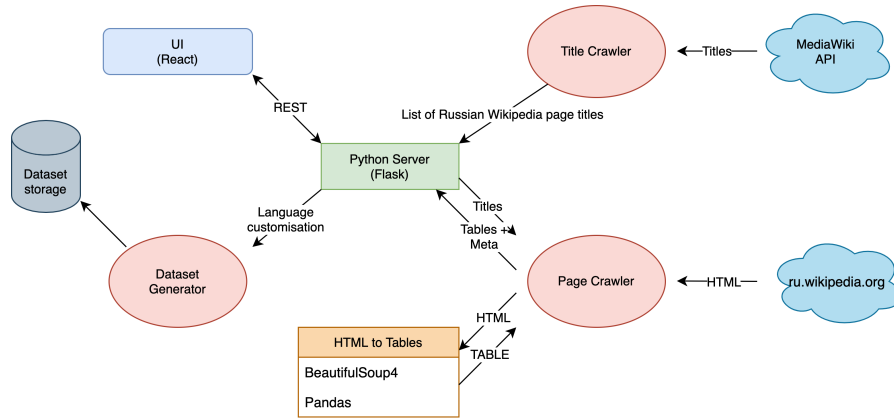 UI
(React)
Title Crawler
Titles
MediaWiki
API
REST
List of Russian Wikipedia page titles
Python Server
(Flask)
Dataset
storage
Language
customisation
Titles
Tables +
Meta
Dataset
Generator
Page Crawler
HTML
ru.wikipedia.org
HTML
HTML to Tables
TABLE
BeautifulSoup4
Pandas